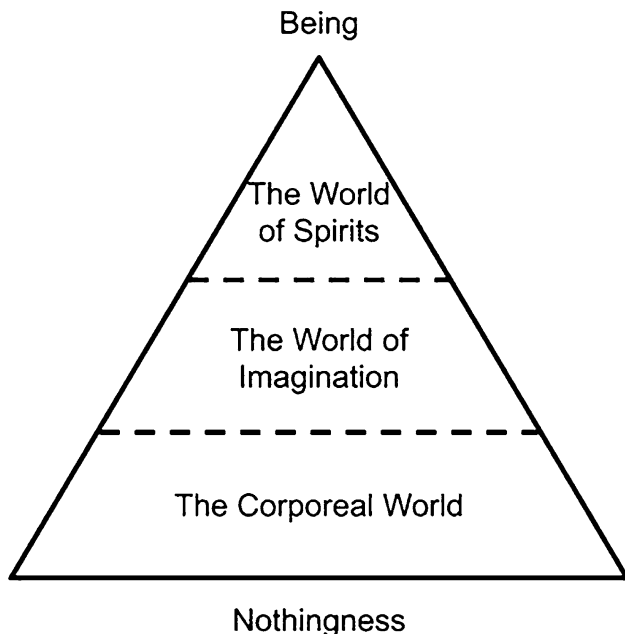 Being
The World
of Spirits
The World of
Imagination
The Corporeal World
Nothingness